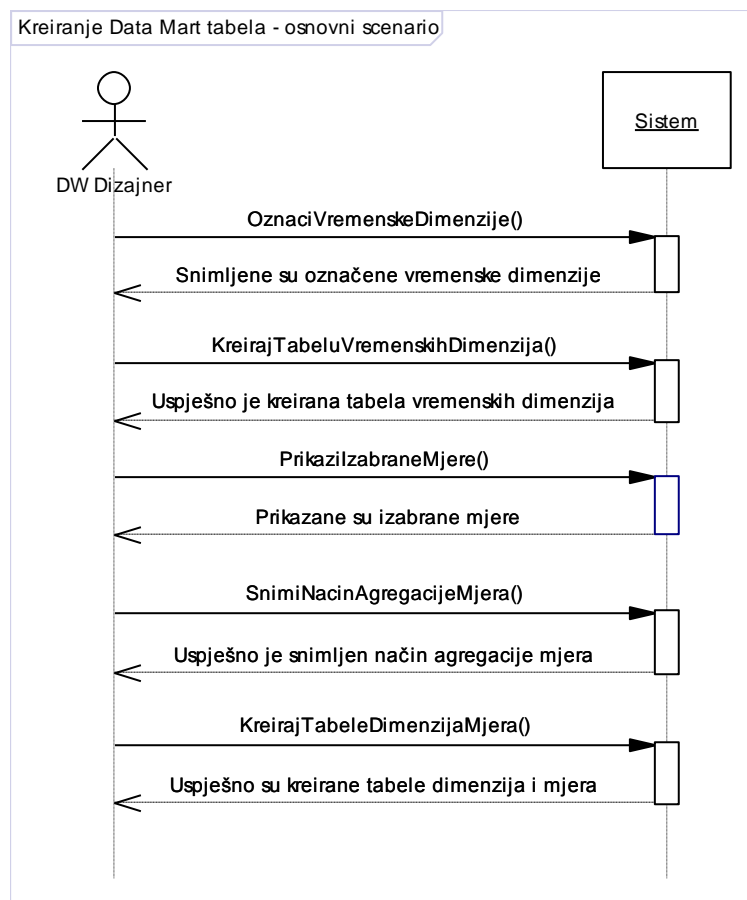 Kreiranje Data Mart tabela - osnovni scenario
Sistem
DW Dizajner
OznaciVremenskeDimenzije()
Snimljene su označene vremenske dimenzije
KreirajTabeluVremenskihDimenzija()
Uspješno je kreirana tabela vremenskih dimenzija
PrikaziIzabraneMjere()
Prikazane su izabrane mjere
SnimiNacinAgregacijeMjera()
Uspješno je snimljen način agregacije mjera
KreirajTabeleDimenzijaMjera()
Uspješno su kreirane tabele dimenzija i mjera